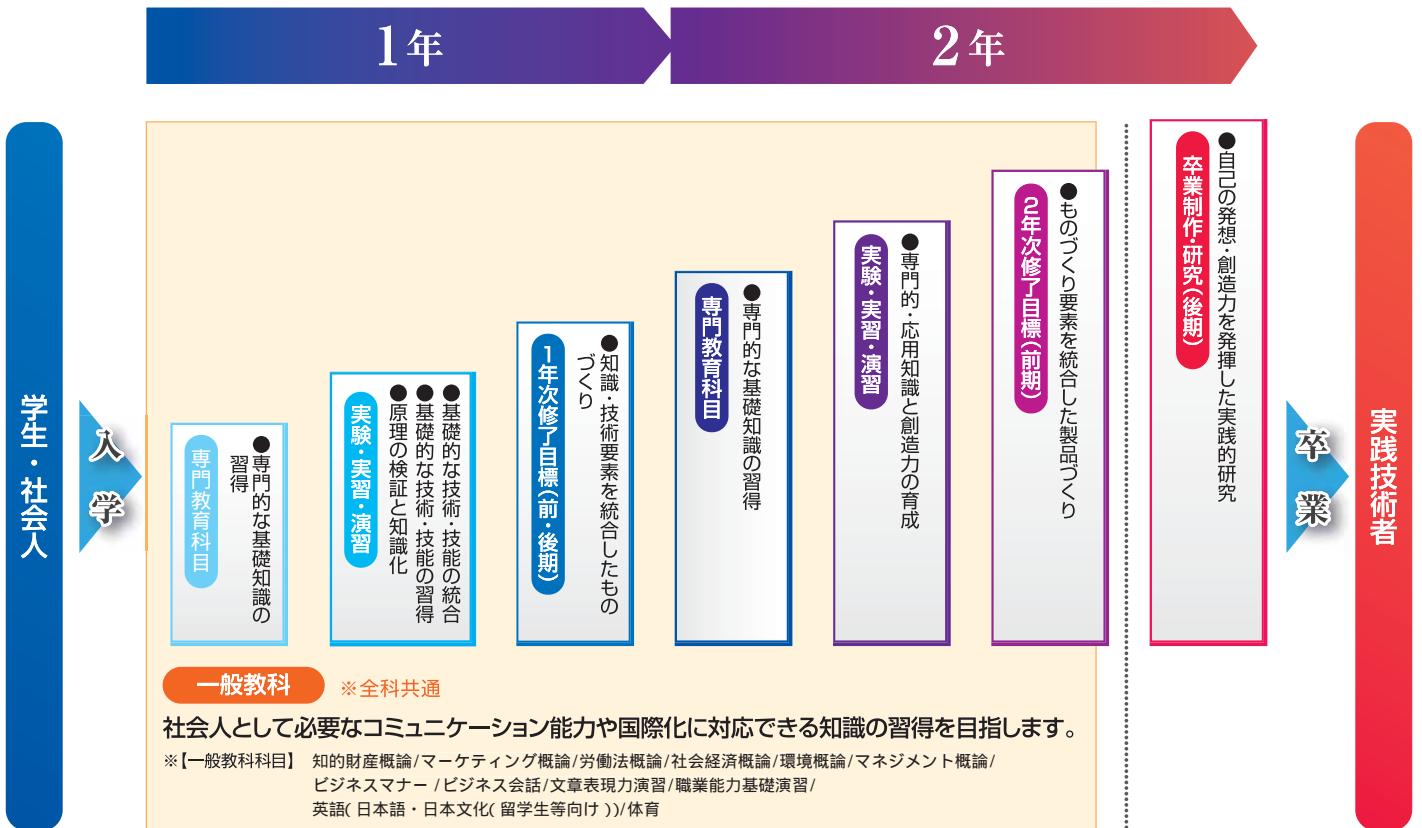 1年
2年
学生・社会人
入学
専門教育科目
●専門的な基礎知識の
習得
実験・実習・演習
●基礎的な技術・技能の統合
●基礎的な技術・技能の習得
●原理の検証と知識化
1年次修了目標(前・後期)
●知識・技術要素を統合したもの
づくり
専門教育科目
●専門的な基礎知識の習得
実験・実習・演習
●専門的・応用知識と創造力の育成
2年次修了目標(前期)
●ものづくり要素を統合した製品づくり
卒業制作・研究(後期)
●自己の発想・創造力を発揮した実践的研究
卒業
実践技術者
一般教科 ※全科共通
社会人として必要なコミュニケーション能力や国際化に対応できる知識の習得を目指します。
※【一般教科科目】 知的財産概論/マーケティング概論/労働法概論/社会経済概論/環境概論/マネジメント概論/
ビジネスマナー /ビジネス会話/文章表現力演習/職業能力基礎演習/
英語( 日本語・日本文化( 留学生等向け ))/体育